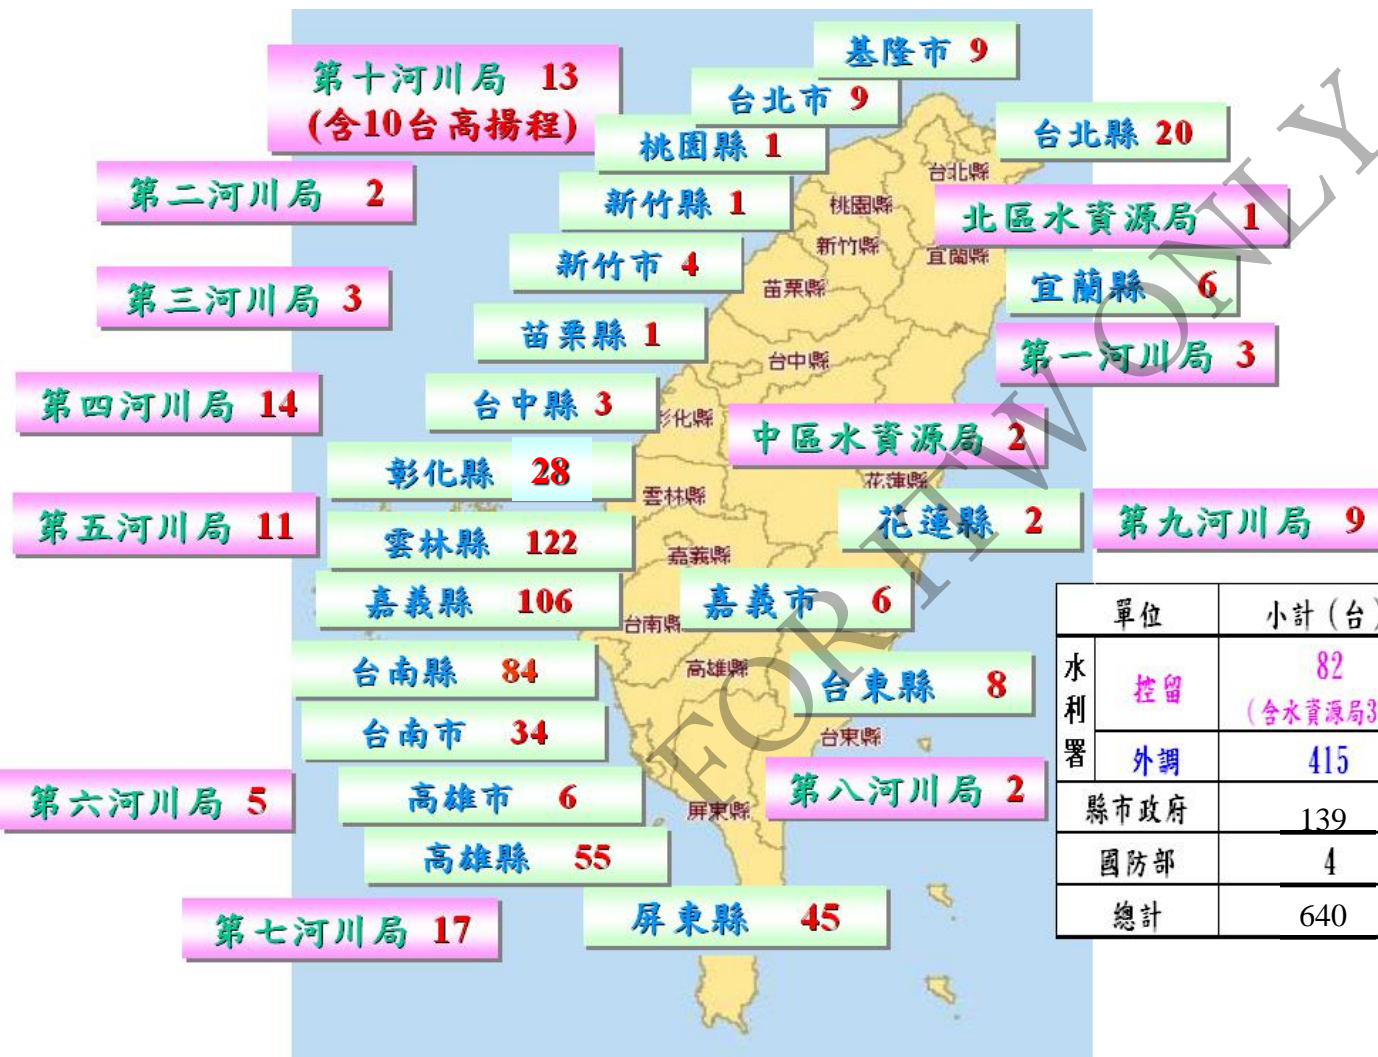 基隆市 9
第十河川局 13
(含10台高揚程)
台北市 9
台北縣 20
桃園縣 1
台北縣
第二河川局 2
新竹縣 1
桃園縣
北區水資源局 1
新竹縣
宜蘭縣
新竹市 4
宜蘭縣 6
苗栗縣
第三河川局 3
苗栗縣 1
第一河川局 3
台中縣
第四河川局 14
台中縣 3
彰化縣
中區水資源局 2
彰化縣 28
花蓮縣
雲林縣
第五河川局 11
雲林縣 122
花蓮縣 2
第九河川局 9
嘉義縣
嘉義縣 106
嘉義市 6
台南縣
台南縣 84
高雄縣
台東縣 8
台南市 34
台東縣
第六河川局 5
高雄市 6
第八河川局 2
屏東縣
高雄縣 55
第七河川局 17
屏東縣 45
單位 小計(台)
水利署 控留 82
(含水資源局3
外調 415
縣市政府 139
國防部 4
總計 640
FOR ITW ONLY